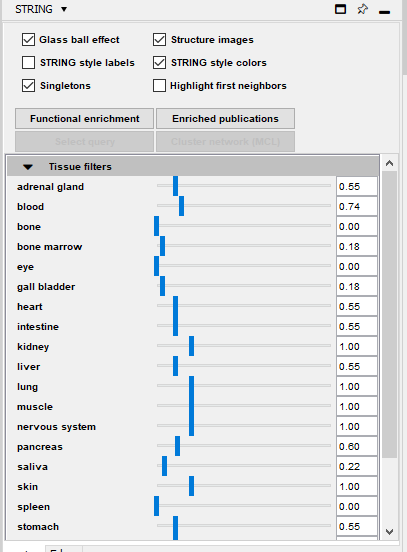 STRING
Glass ball effect Structure images
STRING style labels STRING style colors
Singletons Highlight first neighbors
Functional enrichment Enriched publications
Select query Cluster network (MCL)
Tissue filters
adrenal gland 0.55
blood 0.74
bone 0.00
bone marrow 0.18
eye 0.00
gall bladder 0.18
heart 0.55
intestine 0.55
kidney 1.00
liver 0.55
lung 1.00
muscle 1.00
nervous system 1.00
pancreas 0.60
saliva 0.22
skin 1.00
spleen 0.00
stomach 0.55